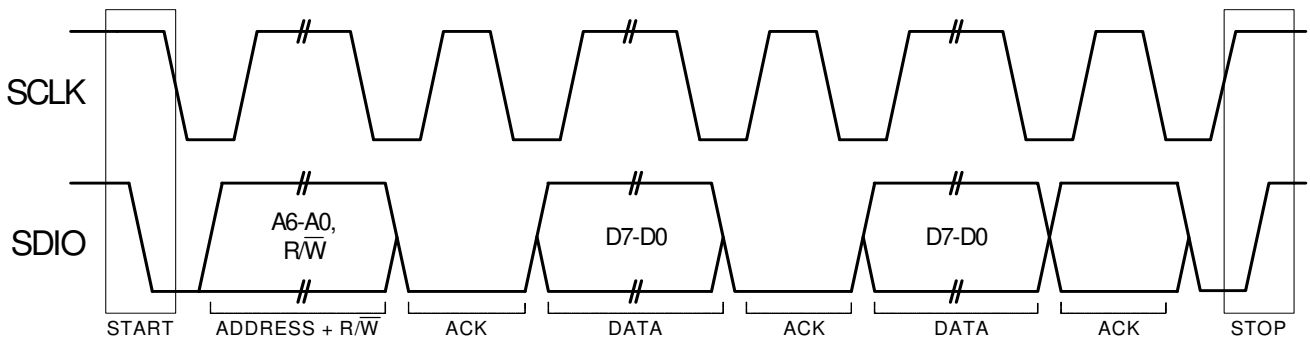 SCLK
SDIO
A6-A0,
R/W̅
D7-D0
D7-D0
START
ADDRESS + R/W̅
ACK
DATA
ACK
DATA
ACK
STOP